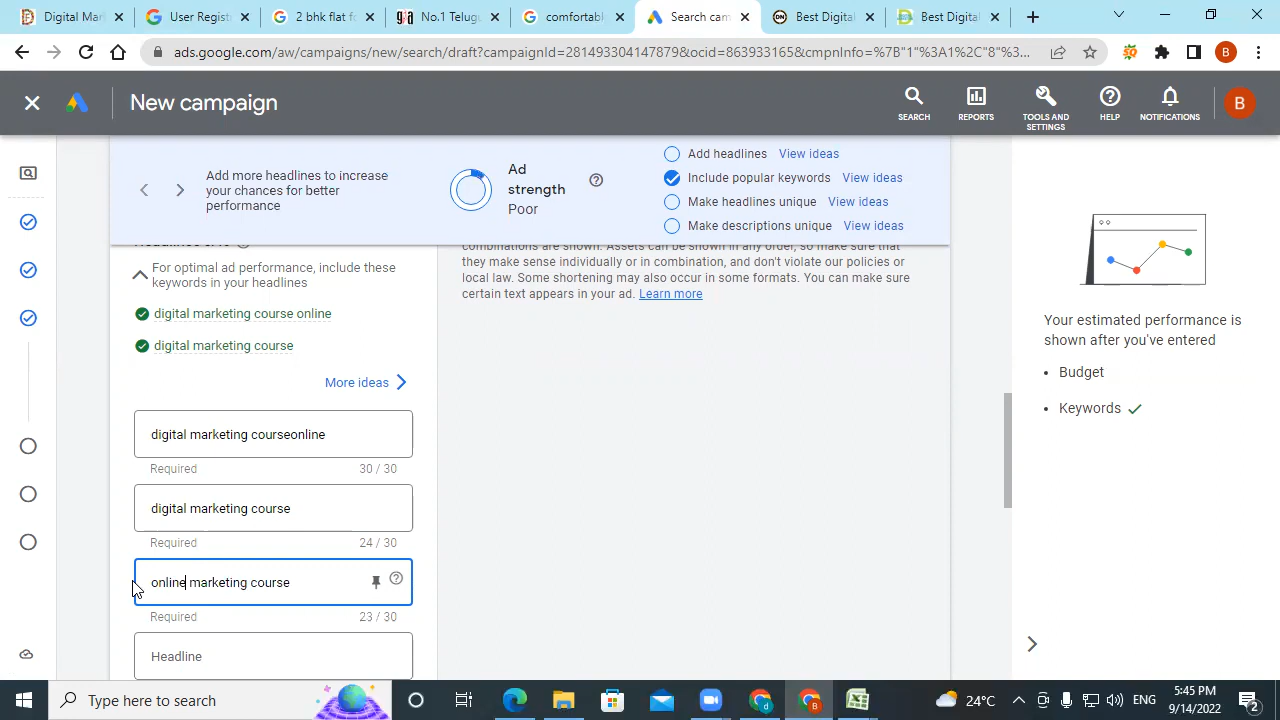 Digital Mar
User Regist
2 bhk flat f
No.1 Telug
comfortabl
Search cam
Best Digita
Best Digita
ads.google.com/aw/campaigns/new/search/draft?campaignId=281493304147879&ocid=863933163&cmpnInfo=%7B"1"%3A1%2C"8"%3...
B
New campaign
SEARCH
REPORTS
TOOLS AND
SETTINGS
HELP
NOTIFICATIONS
B
Add more headlines to increase
your chances for better
performance
Ad
strength
Poor
Add headlines View ideas
Include popular keywords View ideas
Make headlines unique View ideas
Make descriptions unique View ideas
combinations are shown. Assets can be shown in any order, so make sure that
they make sense individually or in combination, and don't violate our policies or
local law. Some shortening may also occur in some formats. You can make sure
certain text appears in your ad. Learn more
For optimal ad performance, include these
keywords in your headlines
digital marketing course online
digital marketing course
More ideas
digital marketing courseonline
Required 30 / 30
digital marketing course
Required 24 / 30
online marketing course
Required 23 / 30
Headline
Your estimated performance is
shown after you've entered
• Budget
• Keywords
Type here to search
24°C
ENG
5:45 PM
9/14/2022
2